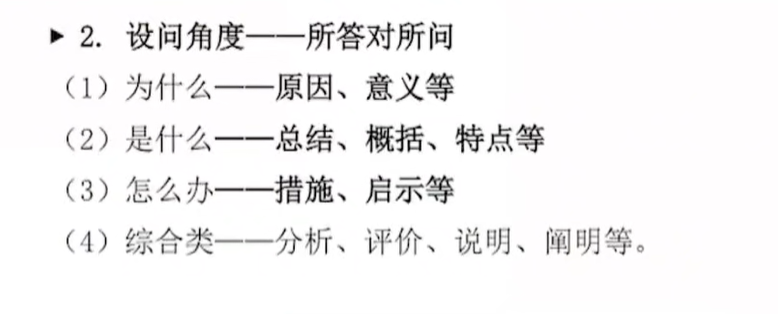 ▶ 2. 设问角度——所答对所问
（1）为什么——原因、意义等
（2）是什么——总结、概括、特点等
（3）怎么办——措施、启示等
（4）综合类——分析、评价、说明、阐明等。